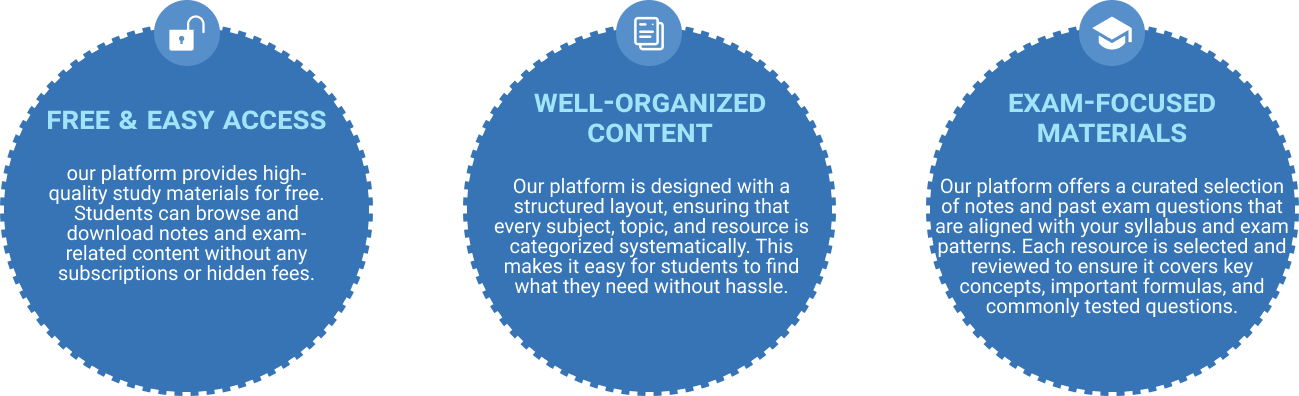 FREE & EASY ACCESS
our platform provides high-
quality study materials for free.
Students can browse and
download notes and exam-
related content without any
subscriptions or hidden fees.
WELL-ORGANIZED
CONTENT
Our platform is designed with a
structured layout, ensuring that
every subject, topic, and resource is
categorized systematically. This
makes it easy for students to find
what they need without hassle.
EXAM-FOCUSED
MATERIALS
Our platform offers a curated selection
of notes and past exam questions that
are aligned with your syllabus and exam
patterns. Each resource is selected and
reviewed to ensure it covers key
concepts, important formulas, and
commonly tested questions.